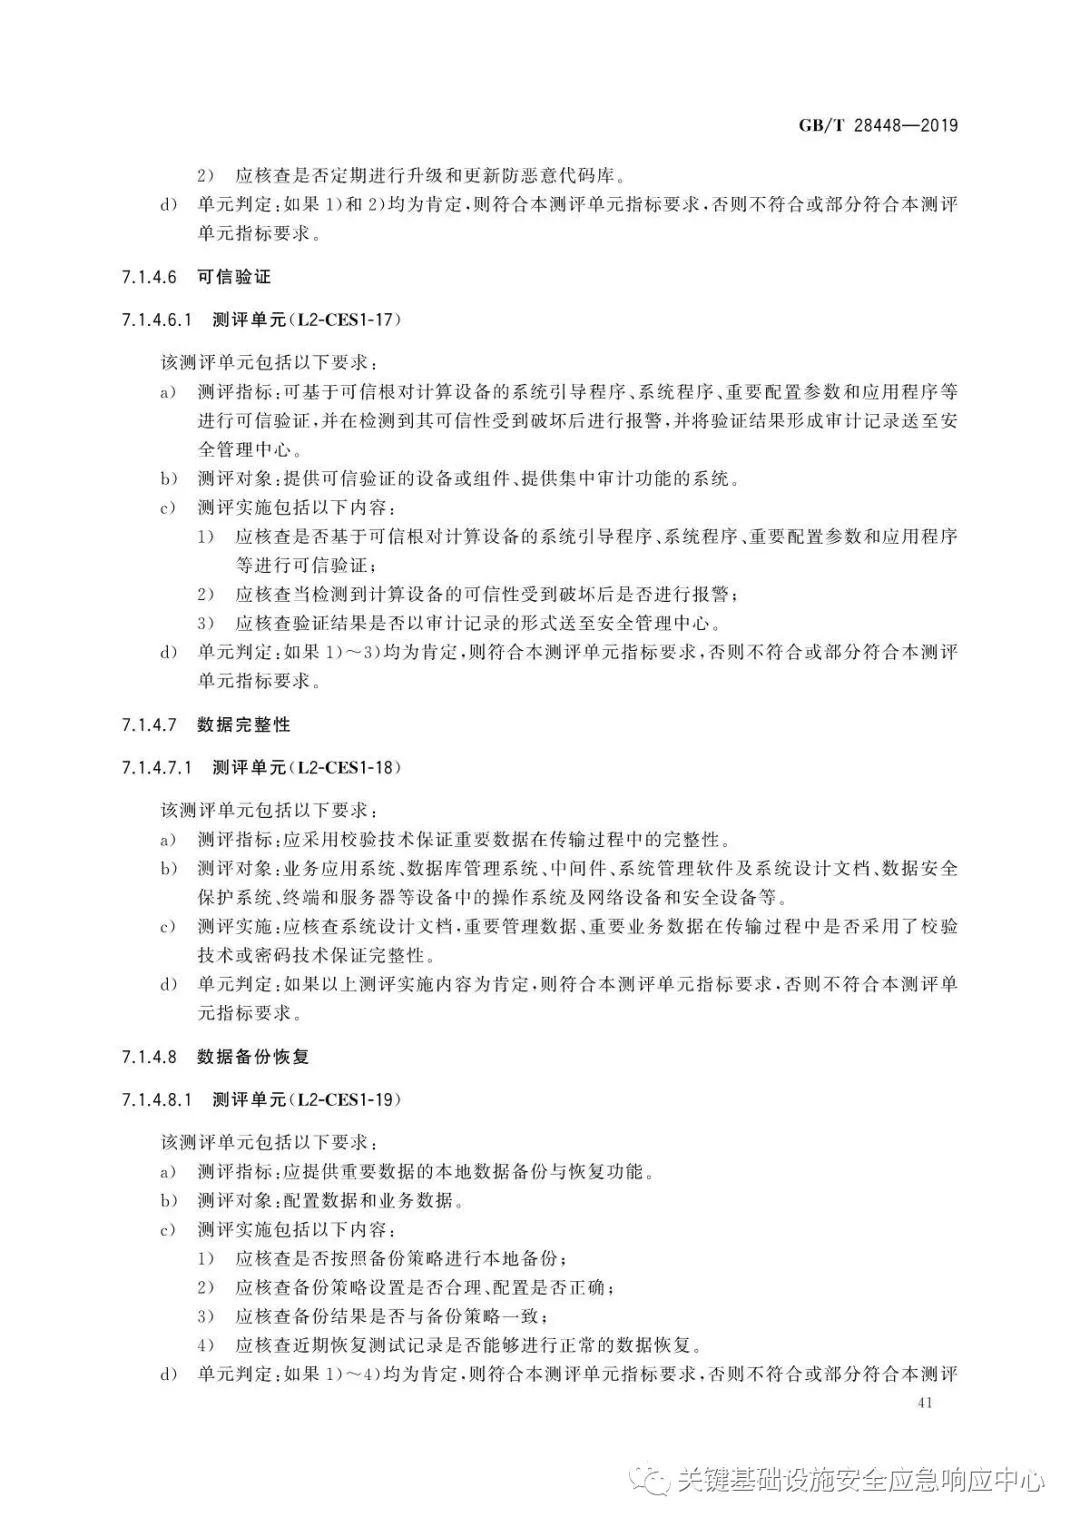 GB/T 28448—2019
2) 应核查是否定期进行升级和更新防恶意代码库。
d) 单元判定:如果 1)和 2)均为肯定,则符合本测评单元指标要求,否则不符合或部分符合本测评
单元指标要求。
7.1.4.6 可信验证
7.1.4.6.1 测评单元(L2-CES1-17)
该测评单元包括以下要求:
a) 测评指标:可基于可信根对计算设备的系统引导程序、系统程序、重要配置参数和应用程序等
进行可信验证,并在检测到其可信性受到破坏后进行报警,并将验证结果形成审计记录送至安
全管理中心。
b) 测评对象:提供可信验证的设备或组件、提供集中审计功能的系统。
c) 测评实施包括以下内容:
1) 应核查是否基于可信根对计算设备的系统引导程序、系统程序、重要配置参数和应用程序
等进行可信验证;
2) 应核查当检测到计算设备的可信性受到破坏后是否进行报警;
3) 应核查验证结果是否以审计记录的形式送至安全管理中心。
d) 单元判定:如果 1)~3)均为肯定,则符合本测评单元指标要求,否则不符合或部分符合本测评
单元指标要求。
7.1.4.7 数据完整性
7.1.4.7.1 测评单元(L2-CES1-18)
该测评单元包括以下要求:
a) 测评指标:应采用校验技术保证重要数据在传输过程中的完整性。
b) 测评对象:业务应用系统、数据库管理系统、中间件、系统管理软件及系统设计文档、数据安全
保护系统、终端和服务器等设备中的操作系统及网络设备和安全设备等。
c) 测评实施:应核查系统设计文档,重要管理数据、重要业务数据在传输过程中是否采用了校验
技术或密码技术保证完整性。
d) 单元判定:如果以上测评实施内容为肯定,则符合本测评单元指标要求,否则不符合本测评单
元指标要求。
7.1.4.8 数据备份恢复
7.1.4.8.1 测评单元(L2-CES1-19)
该测评单元包括以下要求:
a) 测评指标:应提供重要数据的本地数据备份与恢复功能。
b) 测评对象:配置数据和业务数据。
c) 测评实施包括以下内容:
1) 应核查是否按照备份策略进行本地备份;
2) 应核查备份策略设置是否合理、配置是否正确;
3) 应核查备份结果是否与备份策略一致;
4) 应核查近期恢复测试记录是否能够进行正常的数据恢复。
d) 单元判定:如果 1)~4)均为肯定,则符合本测评单元指标要求,否则不符合或部分符合本测评
41
关键基础设施安全应急响应中心